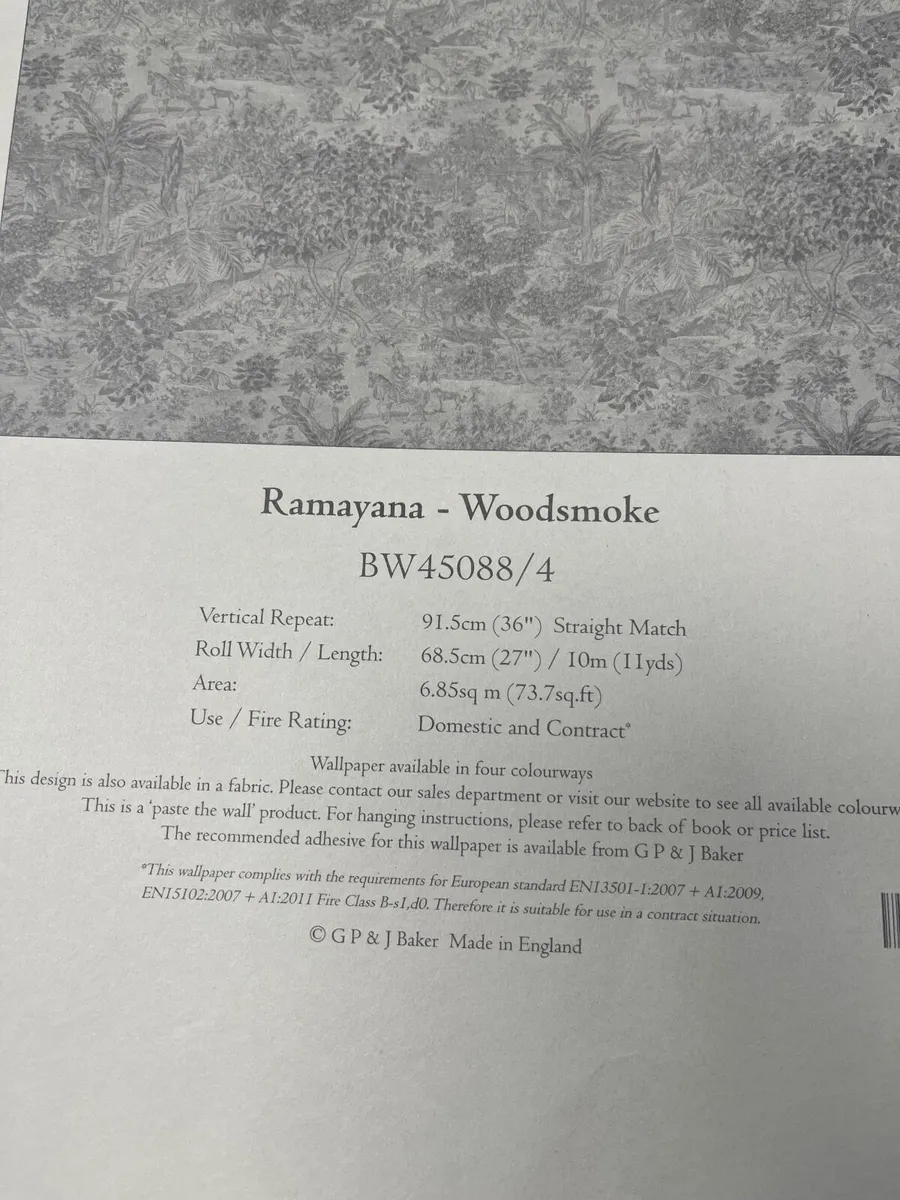 Ramayana - Woodsmoke
BW45088/4
Vertical Repeat: 91.5cm (36") Straight Match
Roll Width / Length: 68.5cm (27") / 10m (11yds)
Area: 6.85sq m (73.7sq.ft)
Use / Fire Rating: Domestic and Contract*
Wallpaper available in four colourways
This design is also available in a fabric. Please contact our sales department or visit our website to see all available colourw
This is a 'paste the wall' product. For hanging instructions, please refer to back of book or price list.
The recommended adhesive for this wallpaper is available from G P & J Baker
*This wallpaper complies with the requirements for European standard EN13501-1:2007 + A1:2009,
EN15102:2007 + A1:2011 Fire Class B-s1,d0. Therefore it is suitable for use in a contract situation.
© G P & J Baker Made in England